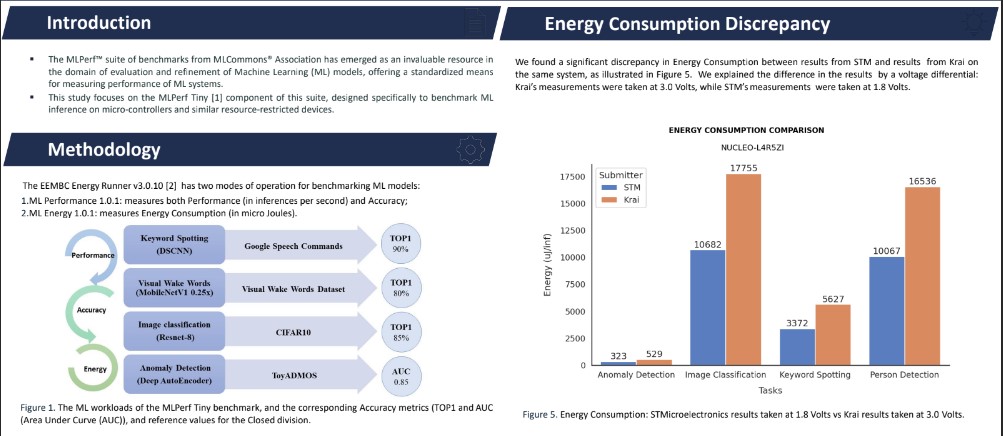 Introduction
▪ The MLPerf™ suite of benchmarks from MLCommons® Association has emerged as an invaluable resource in
the domain of evaluation and refinement of Machine Learning (ML) models, offering a standardized means
for measuring performance of ML systems.
▪ This study focuses on the MLPerf Tiny [1] component of this suite, designed specifically to benchmark ML
inference on micro-controllers and similar resource-restricted devices.
Methodology
The EEMBC Energy Runner v3.0.10 [2] has two modes of operation for benchmarking ML models:
1.ML Performance 1.0.1: measures both Performance (in inferences per second) and Accuracy;
2.ML Energy 1.0.1: measures Energy Consumption (in micro Joules).
Performance
Accuracy
Energy
Keyword Spotting
(DSCNN)
Google Speech Commands
TOP1
90%
Visual Wake Words
(MobileNetV1 0.25x)
Visual Wake Words Dataset
TOP1
80%
Image classification
(Resnet-8)
CIFAR10
TOP1
85%
Anomaly Detection
(Deep AutoEncoder)
ToyADMOS
AUC
0.85
Figure 1. The ML workloads of the MLPerf Tiny benchmark, and the corresponding Accuracy metrics (TOP1 and AUC
(Area Under Curve (AUC)), and reference values for the Closed division.
Energy Consumption Discrepancy
We found a significant discrepancy in Energy Consumption between results from STM and results from Krai on
the same system, as illustrated in Figure 5. We explained the difference in the results by a voltage differential:
Krai's measurements were taken at 3.0 Volts, while STM's measurements were taken at 1.8 Volts.
ENERGY CONSUMPTION COMPARISON
NUCLEO-L4R5ZI
Submitter
STM
Krai
Energy (uJ/inf)
17500
15000
12500
10000
7500
5000
2500
0
323
529
10682
17755
3372
5627
10067
16536
Anomaly Detection
Image Classification
Keyword Spotting
Person Detection
Tasks
Figure 5. Energy Consumption: STMicroelectronics results taken at 1.8 Volts vs Krai results taken at 3.0 Volts.